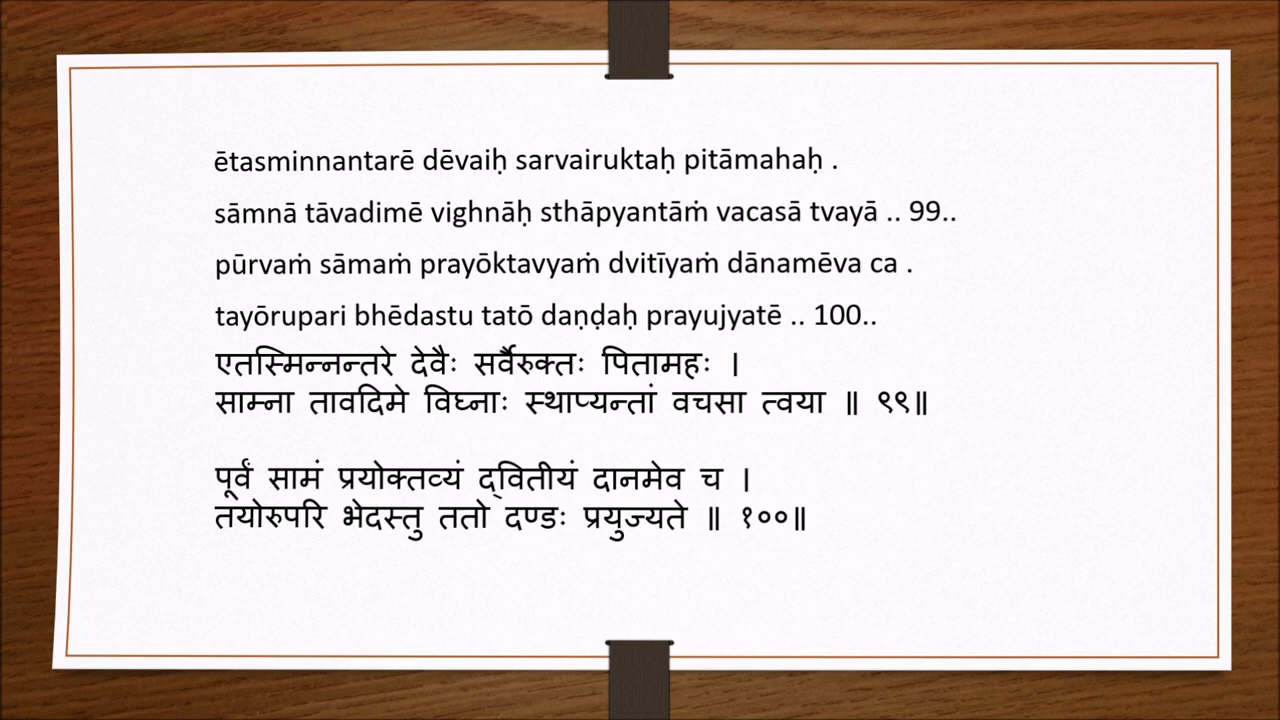 ētasminnantarē dēvaiḥ sarvairuktaḥ pitāmahaḥ .
sāmnā tāvadimē vighnāḥ sthāpyantāṁ vacasā tvayā .. 99..
pūrvaṁ sāmaṁ prayōktavyaṁ dvitīyaṁ dānamēva ca .
tayōrupari bhēdastu tatō daṇḍaḥ prayujyatē .. 100..
एतस्मिन्नन्तरे देवैः सर्वैरुक्तः पितामहः ।
साम्ना तावदिमे विघ्नाः स्थाप्यन्तां वचसा त्वया ॥ ९९॥
पूर्वं सामं प्रयोक्तव्यं द्वितीयं दानमेव च ।
तयोरुपरि भेदस्तु ततो दण्डः प्रयुज्यते ॥ १००॥